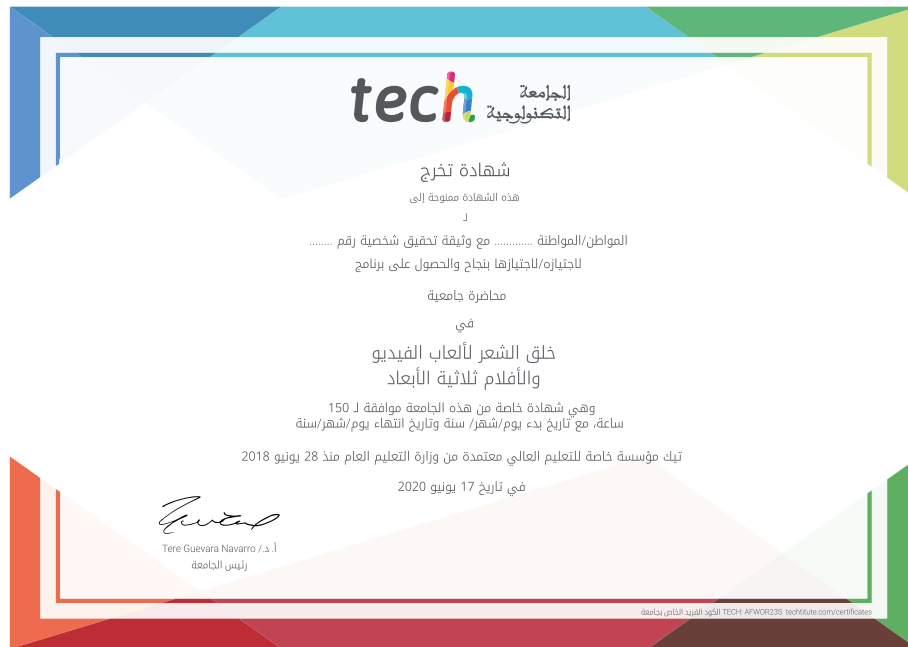 tech الجامعة
التكنولوجية
شهادة تخرج
هذه الشهادة ممنوحة إلى
لـ
المواطن/المواطنة ............. مع وثيقة تحقيق شخصية رقم ........
لاجتيازه/لاجتيازها بنجاح والحصول على برنامج
محاضرة جامعية
في
خلق الشعر لألعاب الفيديو
والأفلام ثلاثية الأبعاد
وهي شهادة خاصة من هذه الجامعة موافقة لـ 150
ساعة، مع تاريخ بدء يوم/شهر/ سنة وتاريخ انتهاء يوم/شهر/سنة
تيك مؤسسة خاصة للتعليم العالي معتمدة من وزارة التعليم العام منذ 28 يونيو 2018
في تاريخ 17 يونيو 2020
أ. د./ Tere Guevara Navarro
رئيس الجامعة
الكود الفريد الخاص بجامعة TECH: AFWOR23S techtitute.com/certificates